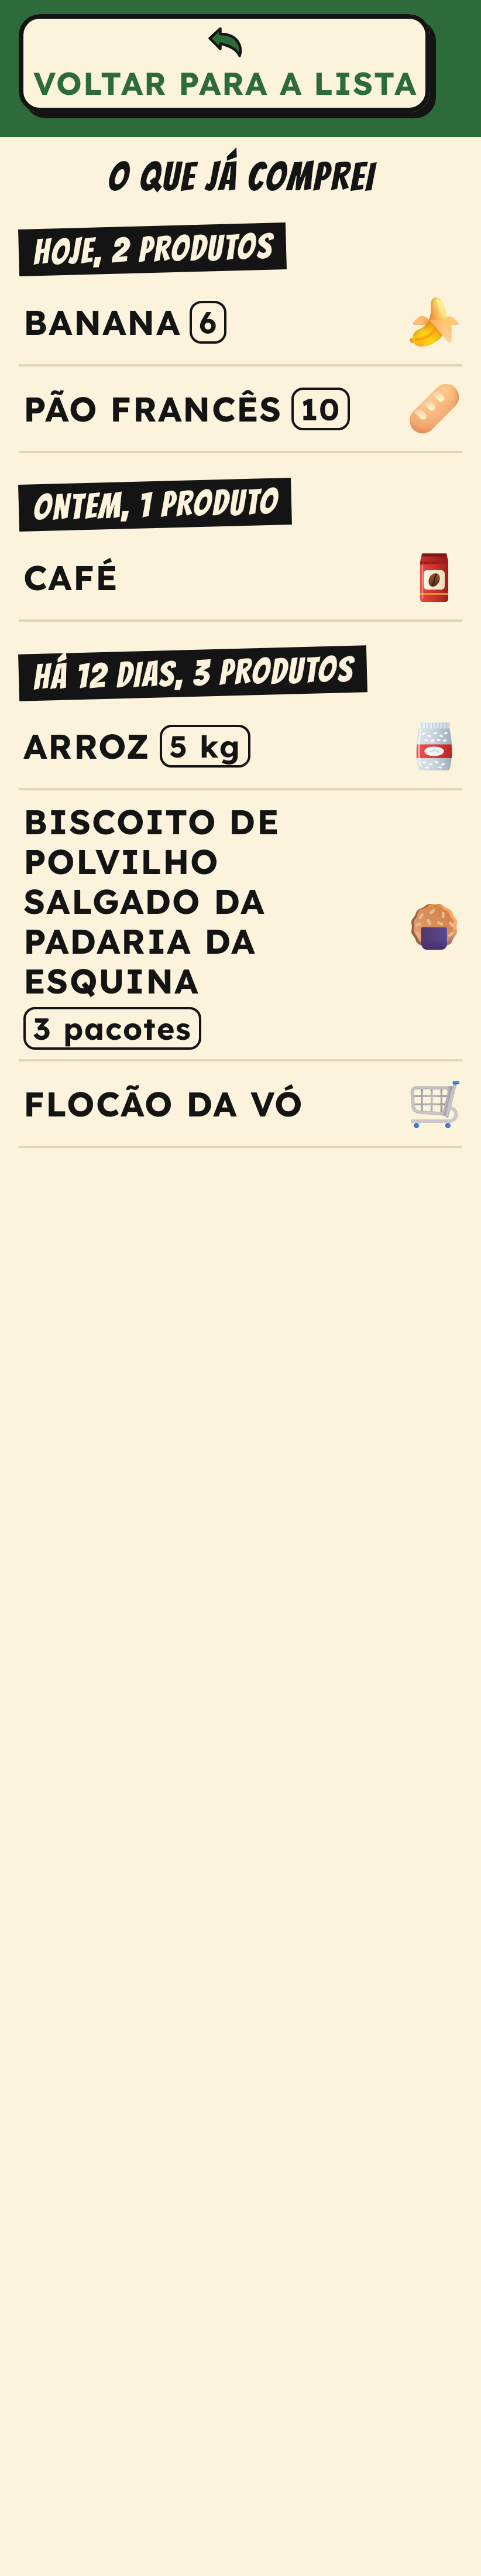 VOLTAR PARA A LISTA
O QUE JÁ COMPREI
HOJE, 2 PRODUTOS
BANANA 6
PÃO FRANCÊS 10
ONTEM, 1 PRODUTO
CAFÉ
HÁ 12 DIAS, 3 PRODUTOS
ARROZ 5 kg
BISCOITO DE
POLVILHO
SALGADO DA
PADARIA DA
ESQUINA
3 pacotes
FLOCÃO DA VÓ